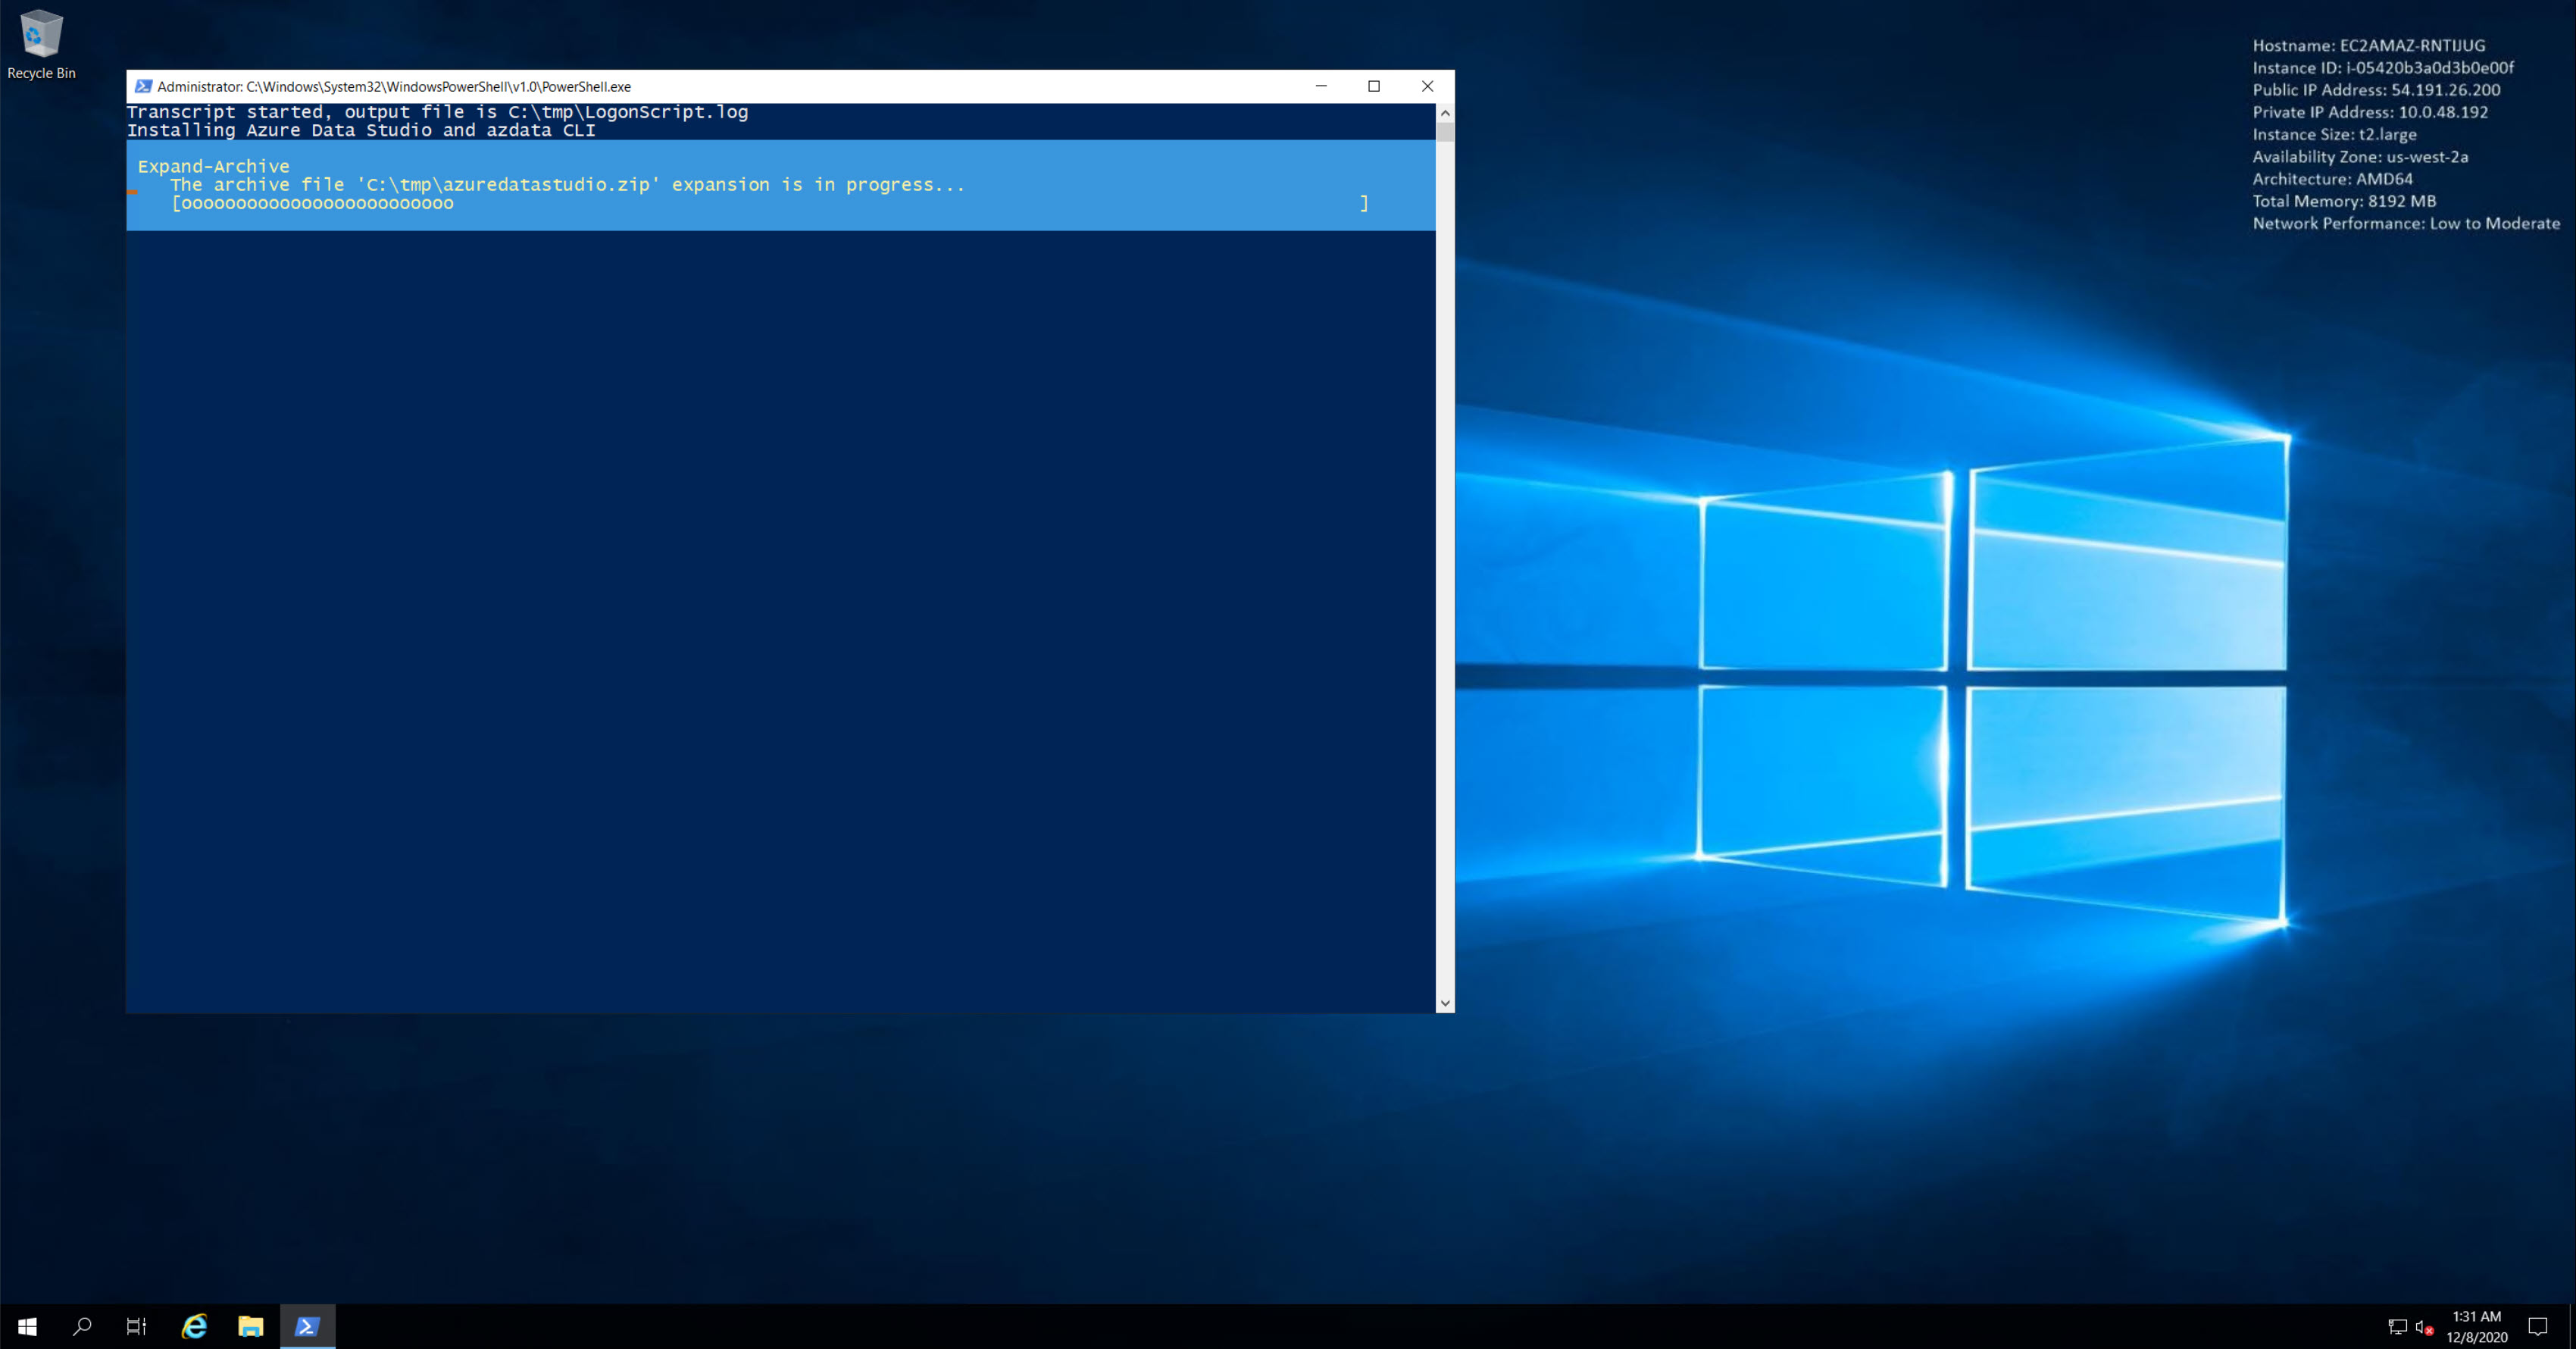 Recycle Bin
Administrator: C:\Windows\System32\WindowsPowerShell\v1.0\PowerShell.exe
Transcript started, output file is C:\tmp\LogonScript.log
Installing Azure Data Studio and azdata CLI
Expand-Archive
The archive file 'C:\tmp\azuredatastudio.zip' expansion is in progress...
[ooooooooooooooooooooooooo ]
Hostname: EC2AMAZ-RNTIJUG
Instance ID: i-05420b3a0d3b0e00f
Public IP Address: 54.191.26.200
Private IP Address: 10.0.48.192
Instance Size: t2.large
Availability Zone: us-west-2a
Architecture: AMD64
Total Memory: 8192 MB
Network Performance: Low to Moderate
1:31 AM
12/8/2020